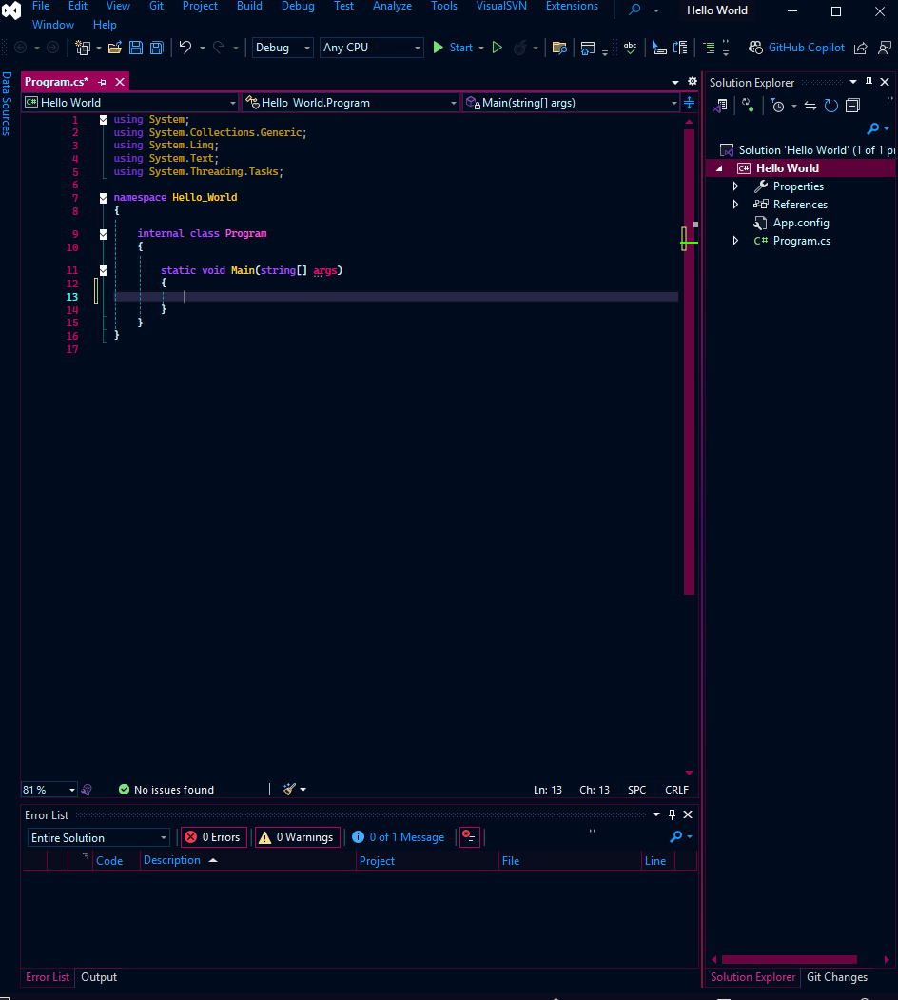 File Edit View Git Project Build Debug Test Analyze Tools VisualSVN Extensions Hello World
Window Help
Debug Any CPU Start abc GitHub Copilot
Data Sources
Program.cs*
C# Hello World Hello_World.Program Main(string[] args)
1 using System;
2 using System.Collections.Generic;
3 using System.Linq;
4 using System.Text;
5 using System.Threading.Tasks;
6
7 namespace Hello_World
8 {
9 internal class Program
10 {
11 static void Main(string[] args)
12 {
13
14 }
15 }
16 }
17
81 % No issues found Ln: 13 Ch: 13 SPC CRLF
Error List
Entire Solution 0 Errors 0 Warnings 0 of 1 Message
Code Description Project File Line
Error List Output
Solution Explorer
Solution 'Hello World' (1 of 1 pr
C# Hello World
Properties
References
App.config
C# Program.cs
Solution Explorer Git Changes